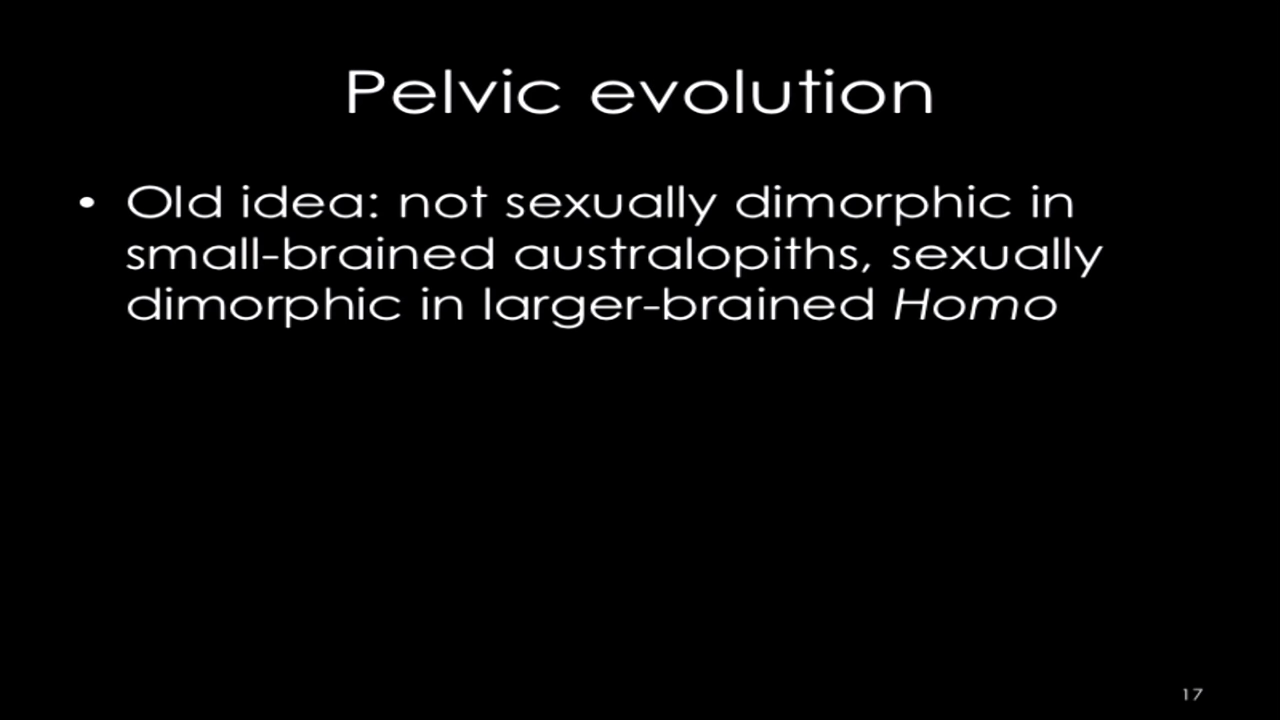 Pelvic evolution
• Old idea: not sexually dimorphic in
small-brained australopiths, sexually
dimorphic in larger-brained Homo
17